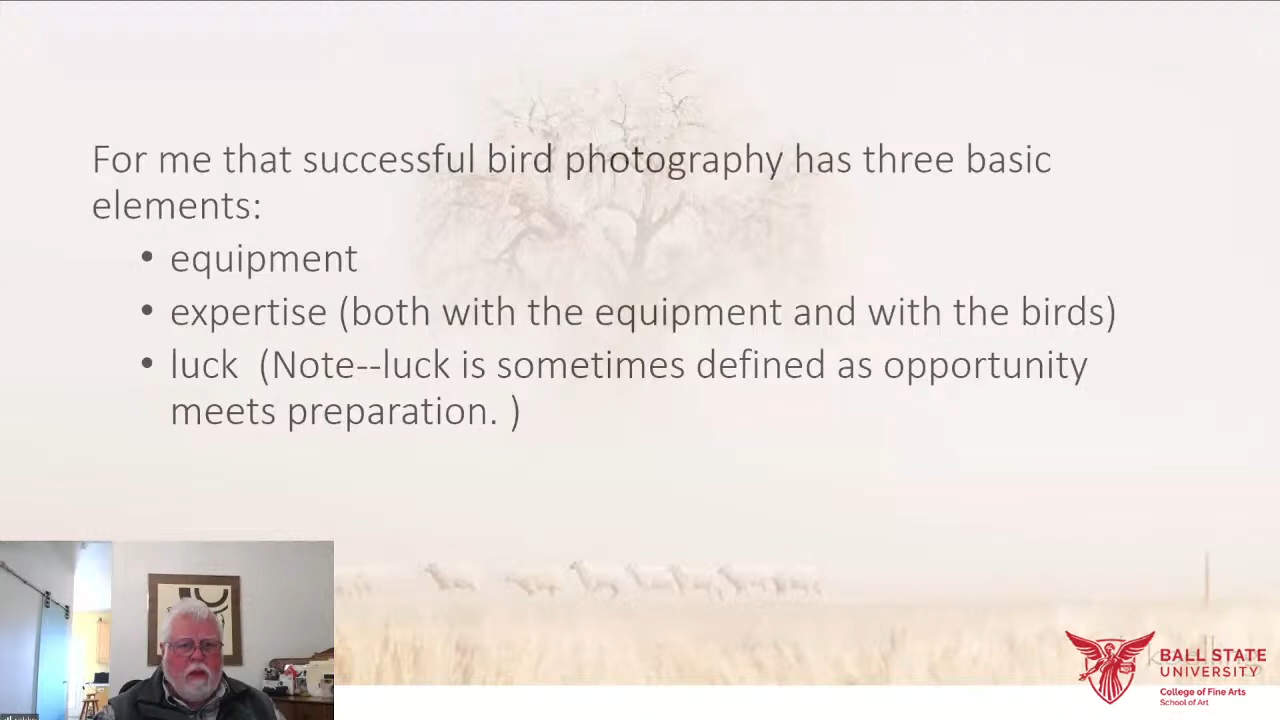 For me that successful bird photography has three basic
elements:
• equipment
• expertise (both with the equipment and with the birds)
• luck (Note--luck is sometimes defined as opportunity
meets preparation. )
BALL STATE
UNIVERSITY
College of Fine Arts
School of Art